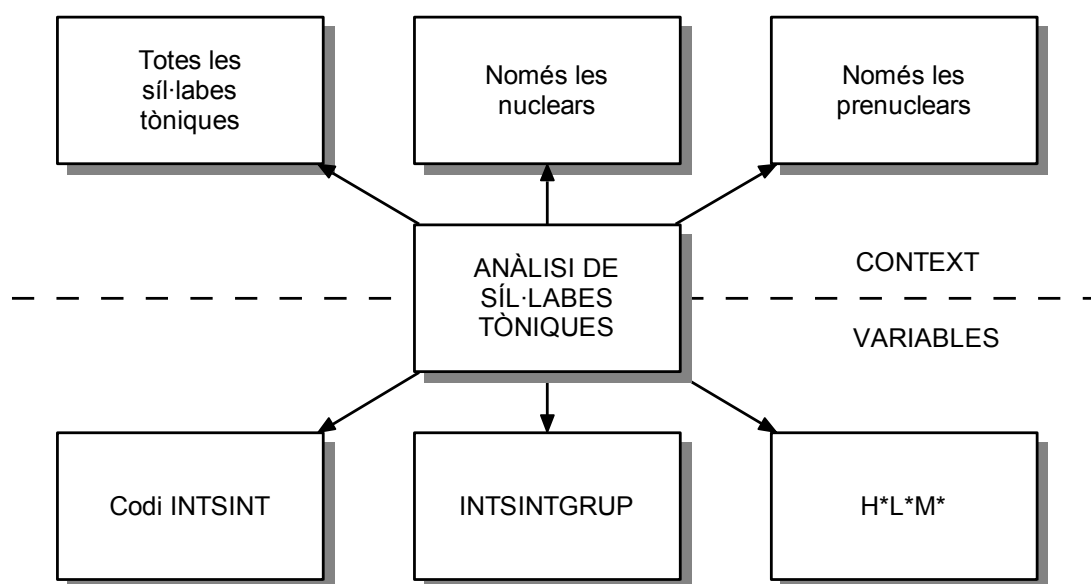 Totes les
síl·labes
tòniques
Només les
nuclears
Només les
prenuclears
ANÀLISI DE
SÍL·LABES
TÒNIQUES
CONTEXT
VARIABLES
Codi INTSINT
INTSINTGRUP
H*L*M*